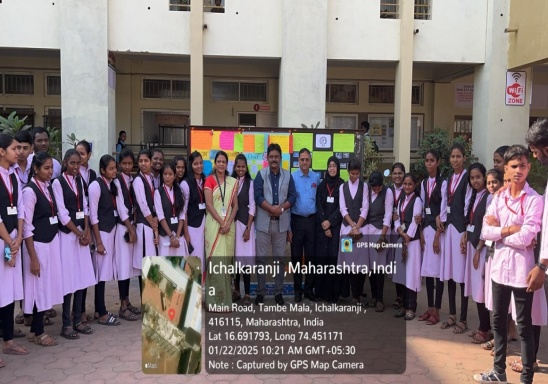 WiFi
ZONE
GPS Map Camera
Ichalkaranji ,Maharashtra,Indi
a
Main Road, Tambe Mala, Ichalkaranji ,
416115, Maharashtra, India
Lat 16.691793, Long 74.451171
01/22/2025 10:21 AM GMT+05:30
Note : Captured by GPS Map Camera